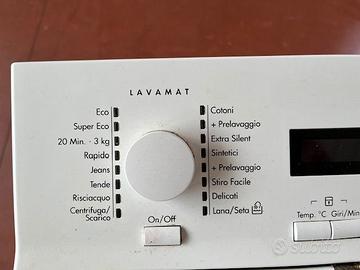 LAVAMAT
Eco
Super Eco
20 Min. - 3 kg
Rapido
Jeans
Tende
Risciacquo
Centrifuga/
Scarico
Cotoni
+ Prelavaggio
Extra Silent
Sintetici
+ Prelavaggio
Stiro Facile
Delicati
Lana/Seta
On/Off
Temp. °C
Giri/Min
subito